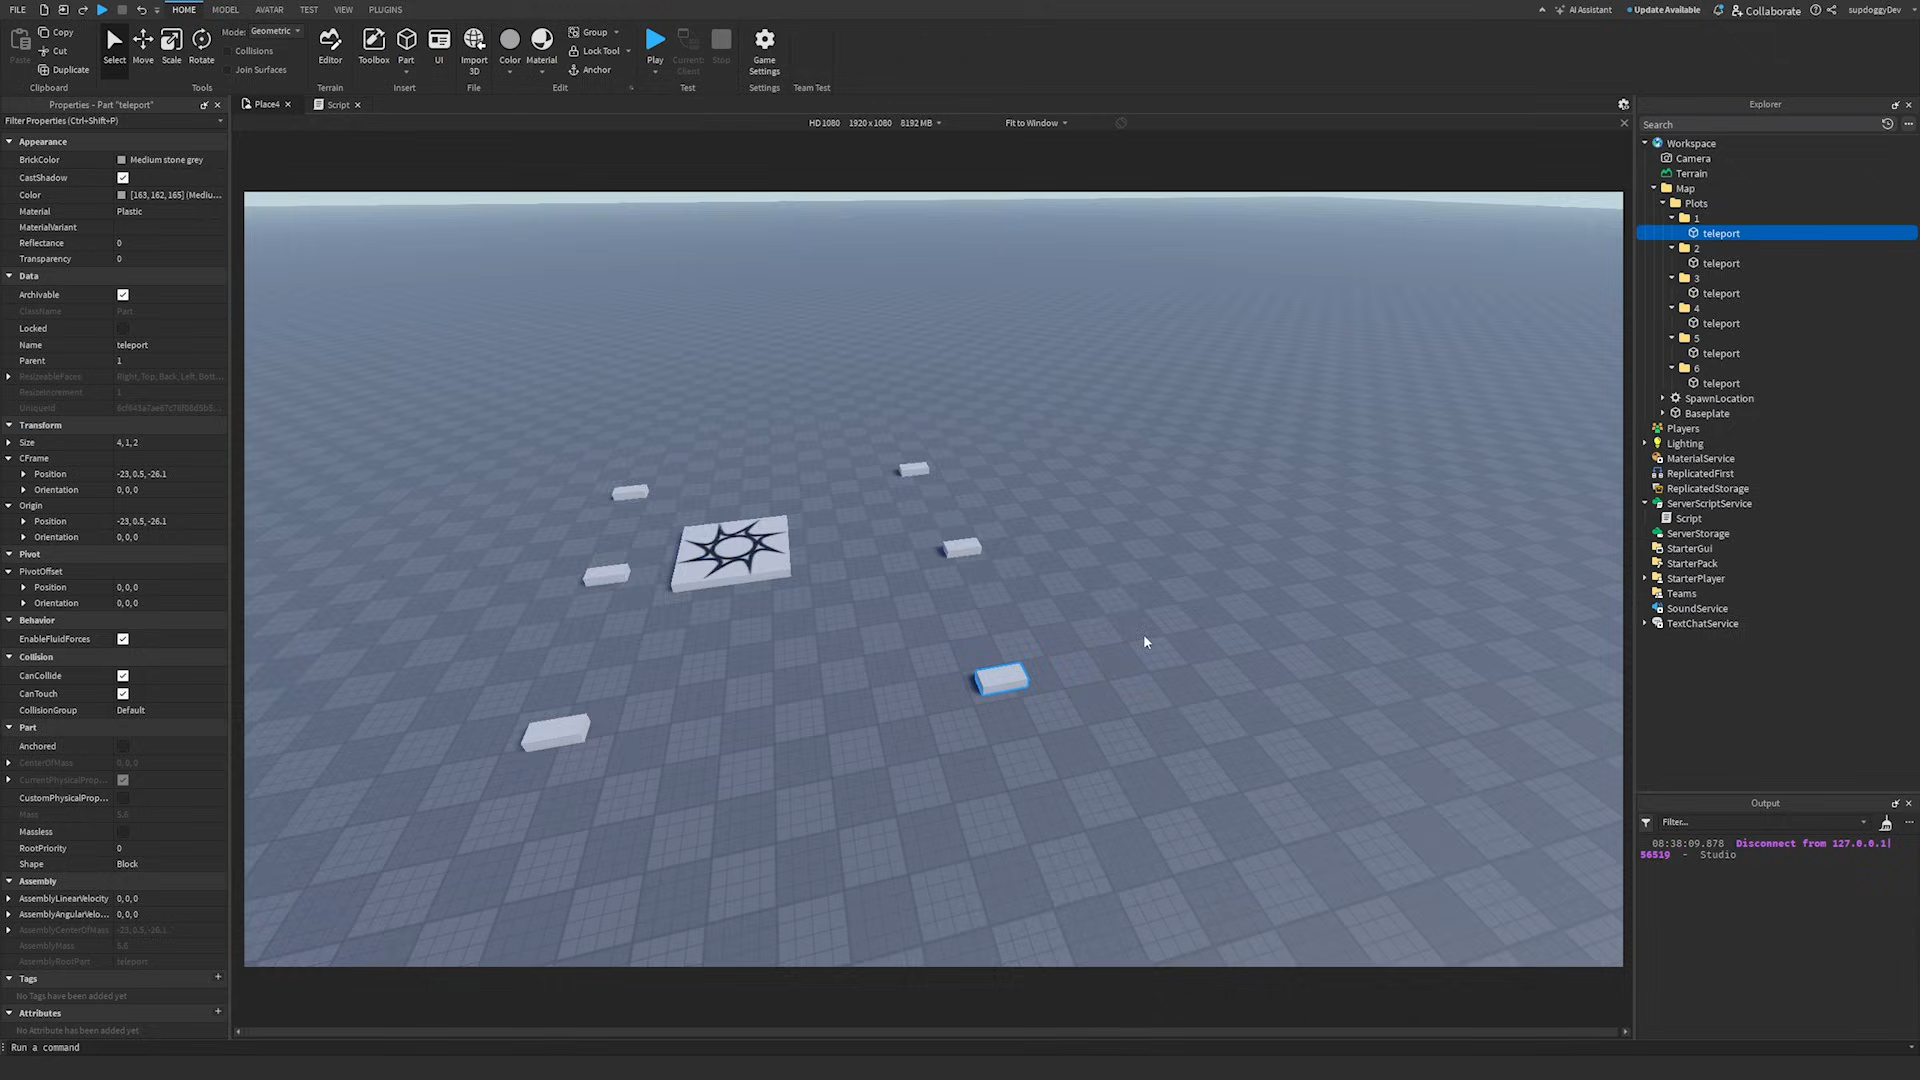 FILE
HOME MODEL AVATAR TEST VIEW PLUGINS
AI Assistant Update Available Collaborate supdoggyDev
Paste Copy Cut Duplicate Clipboard
Select Move Scale Rotate Mode: Geometric Collisions Join Surfaces Tools
Editor Terrain
Toolbox Part UI Insert
Import 3D File
Color Material Group Lock Tool Anchor Edit
Play Current: Client Stop Test
Game Settings Settings
Team Test
Properties - Part "teleport"
Filter Properties (Ctrl+Shift+P)
Appearance
BrickColor Medium stone grey
CastShadow
Color [163, 162, 165] (Mediu...
Material Plastic
MaterialVariant
Reflectance 0
Transparency 0
Data
Archivable
ClassName Part
Locked
Name teleport
Parent 1
ResizeableFaces Right, Top, Back, Left, Bott...
ResizeIncrement 1
UniqueId
Transform
Size 4, 1, 2
CFrame
Position -23, 0.5, -26.1
Orientation 0, 0, 0
Origin
Position -23, 0.5, -26.1
Orientation 0, 0, 0
Pivot
PivotOffset
Position 0, 0, 0
Orientation 0, 0, 0
Behavior
EnableFluidForces
Collision
CanCollide
CanTouch
CollisionGroup Default
Part
Anchored
CenterOfMass 0, 0, 0
CurrentPhysicalProp...
CustomPhysicalProp...
Mass 5.6
Massless
RootPriority 0
Shape Block
Assembly
AssemblyLinearVelocity 0, 0, 0
AssemblyAngularVelo... 0, 0, 0
AssemblyCenterOfMass -23, 0.5, -26.1
AssemblyMass 5.6
AssemblyRootPart teleport
Tags
No Tags have been added yet
Attributes
No Attribute has been added yet
Run a command
Place4 Script
HD 1080 1920 x 1080 8192 MB Fit to Window
Explorer
Search
Workspace
Camera
Terrain
Map
Plots
1
teleport
2
teleport
3
teleport
4
teleport
5
teleport
6
teleport
SpawnLocation
Baseplate
Players
Lighting
MaterialService
ReplicatedFirst
ReplicatedStorage
ServerScriptService
Script
ServerStorage
StarterGui
StarterPack
StarterPlayer
Teams
SoundService
TextChatService
Output
Filter...
08:38:09.878 Disconnect from 127.0.0.1|
56519 - Studio